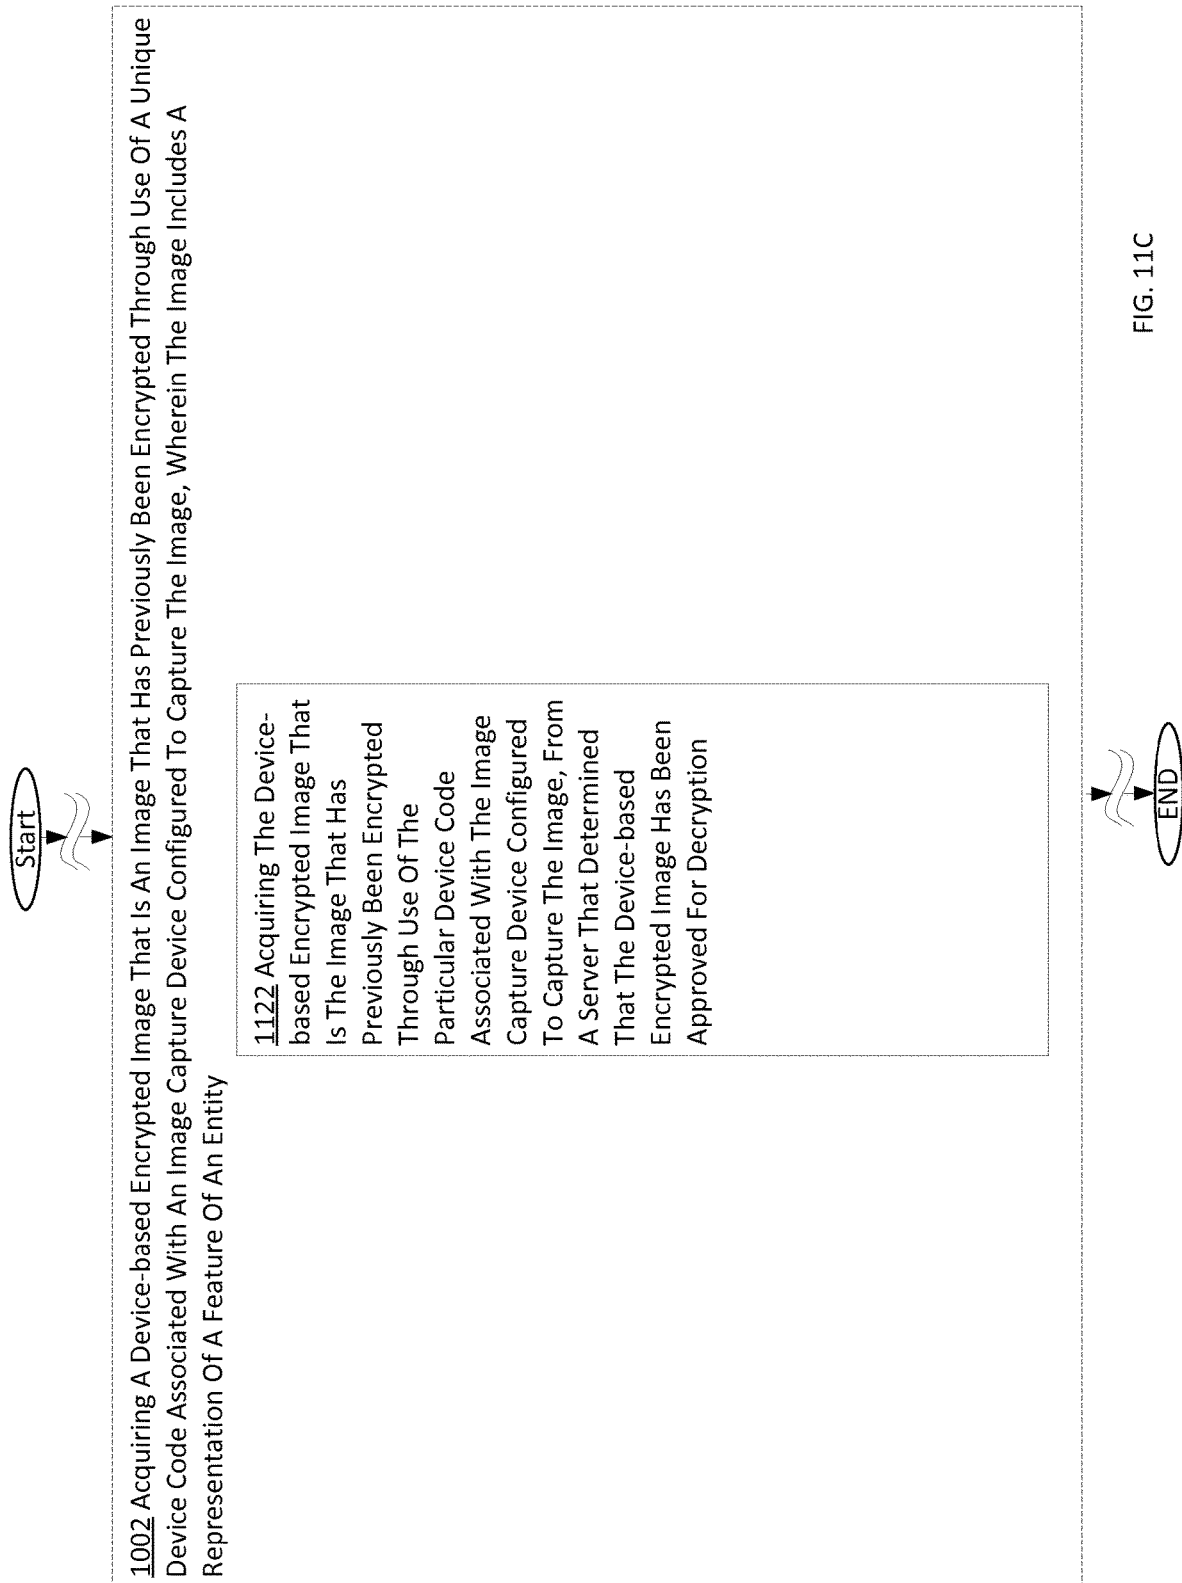 Start
1002 Acquiring A Device-based Encrypted Image That Is An Image That Has Previously Been Encrypted Through Use Of A Unique
Device Code Associated With An Image Capture Device Configured To Capture The Image, Wherein The Image Includes A
Representation Of A Feature Of An Entity
1122 Acquiring The Device-
based Encrypted Image That
Is The Image That Has
Previously Been Encrypted
Through Use Of The
Particular Device Code
Associated With The Image
Capture Device Configured
To Capture The Image, From
A Server That Determined
That The Device-based
Encrypted Image Has Been
Approved For Decryption
END
FIG. 11C